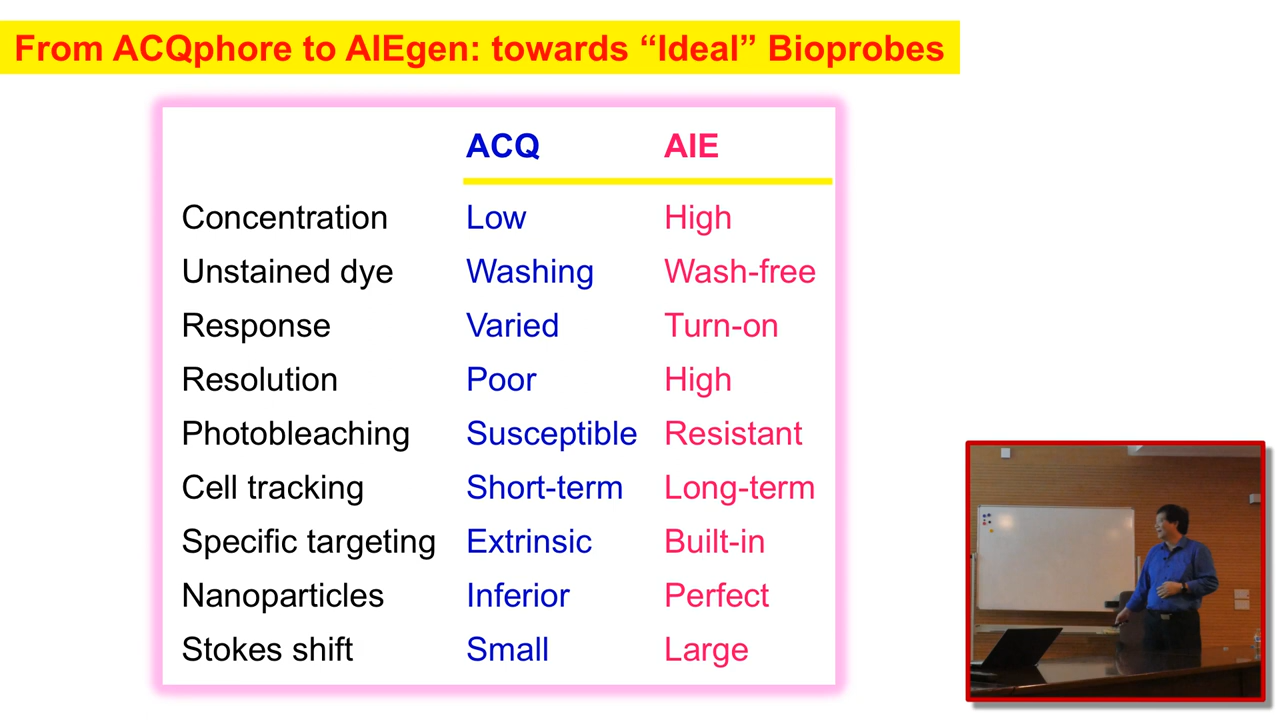 From ACQphore to AIEgen: towards “Ideal” Bioprobes
ACQ AIE
Concentration Low High
Unstained dye Washing Wash-free
Response Varied Turn-on
Resolution Poor High
Photobleaching Susceptible Resistant
Cell tracking Short-term Long-term
Specific targeting Extrinsic Built-in
Nanoparticles Inferior Perfect
Stokes shift Small Large